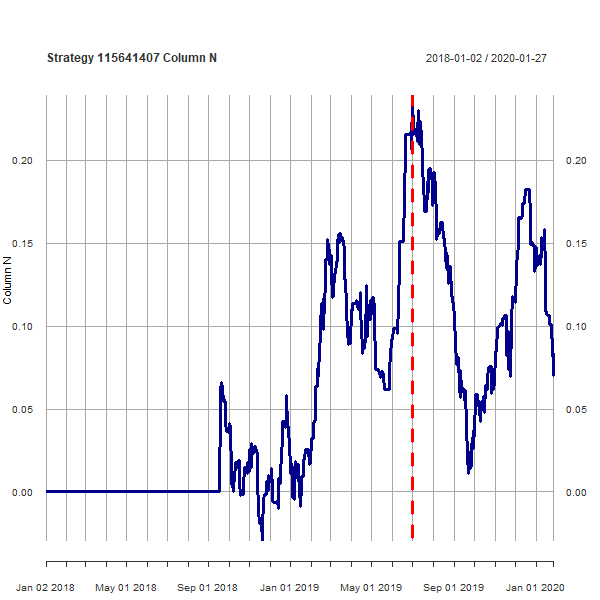 Strategy 115641407 Column N
2018-01-02 / 2020-01-27
0.20
0.20
0.15
0.15
Column N
0.10
0.10
0.05
0.05
0.00
0.00
Jan 02 2018
May 01 2018
Sep 01 2018
Jan 01 2019
May 01 2019
Sep 01 2019
Jan 01 2020